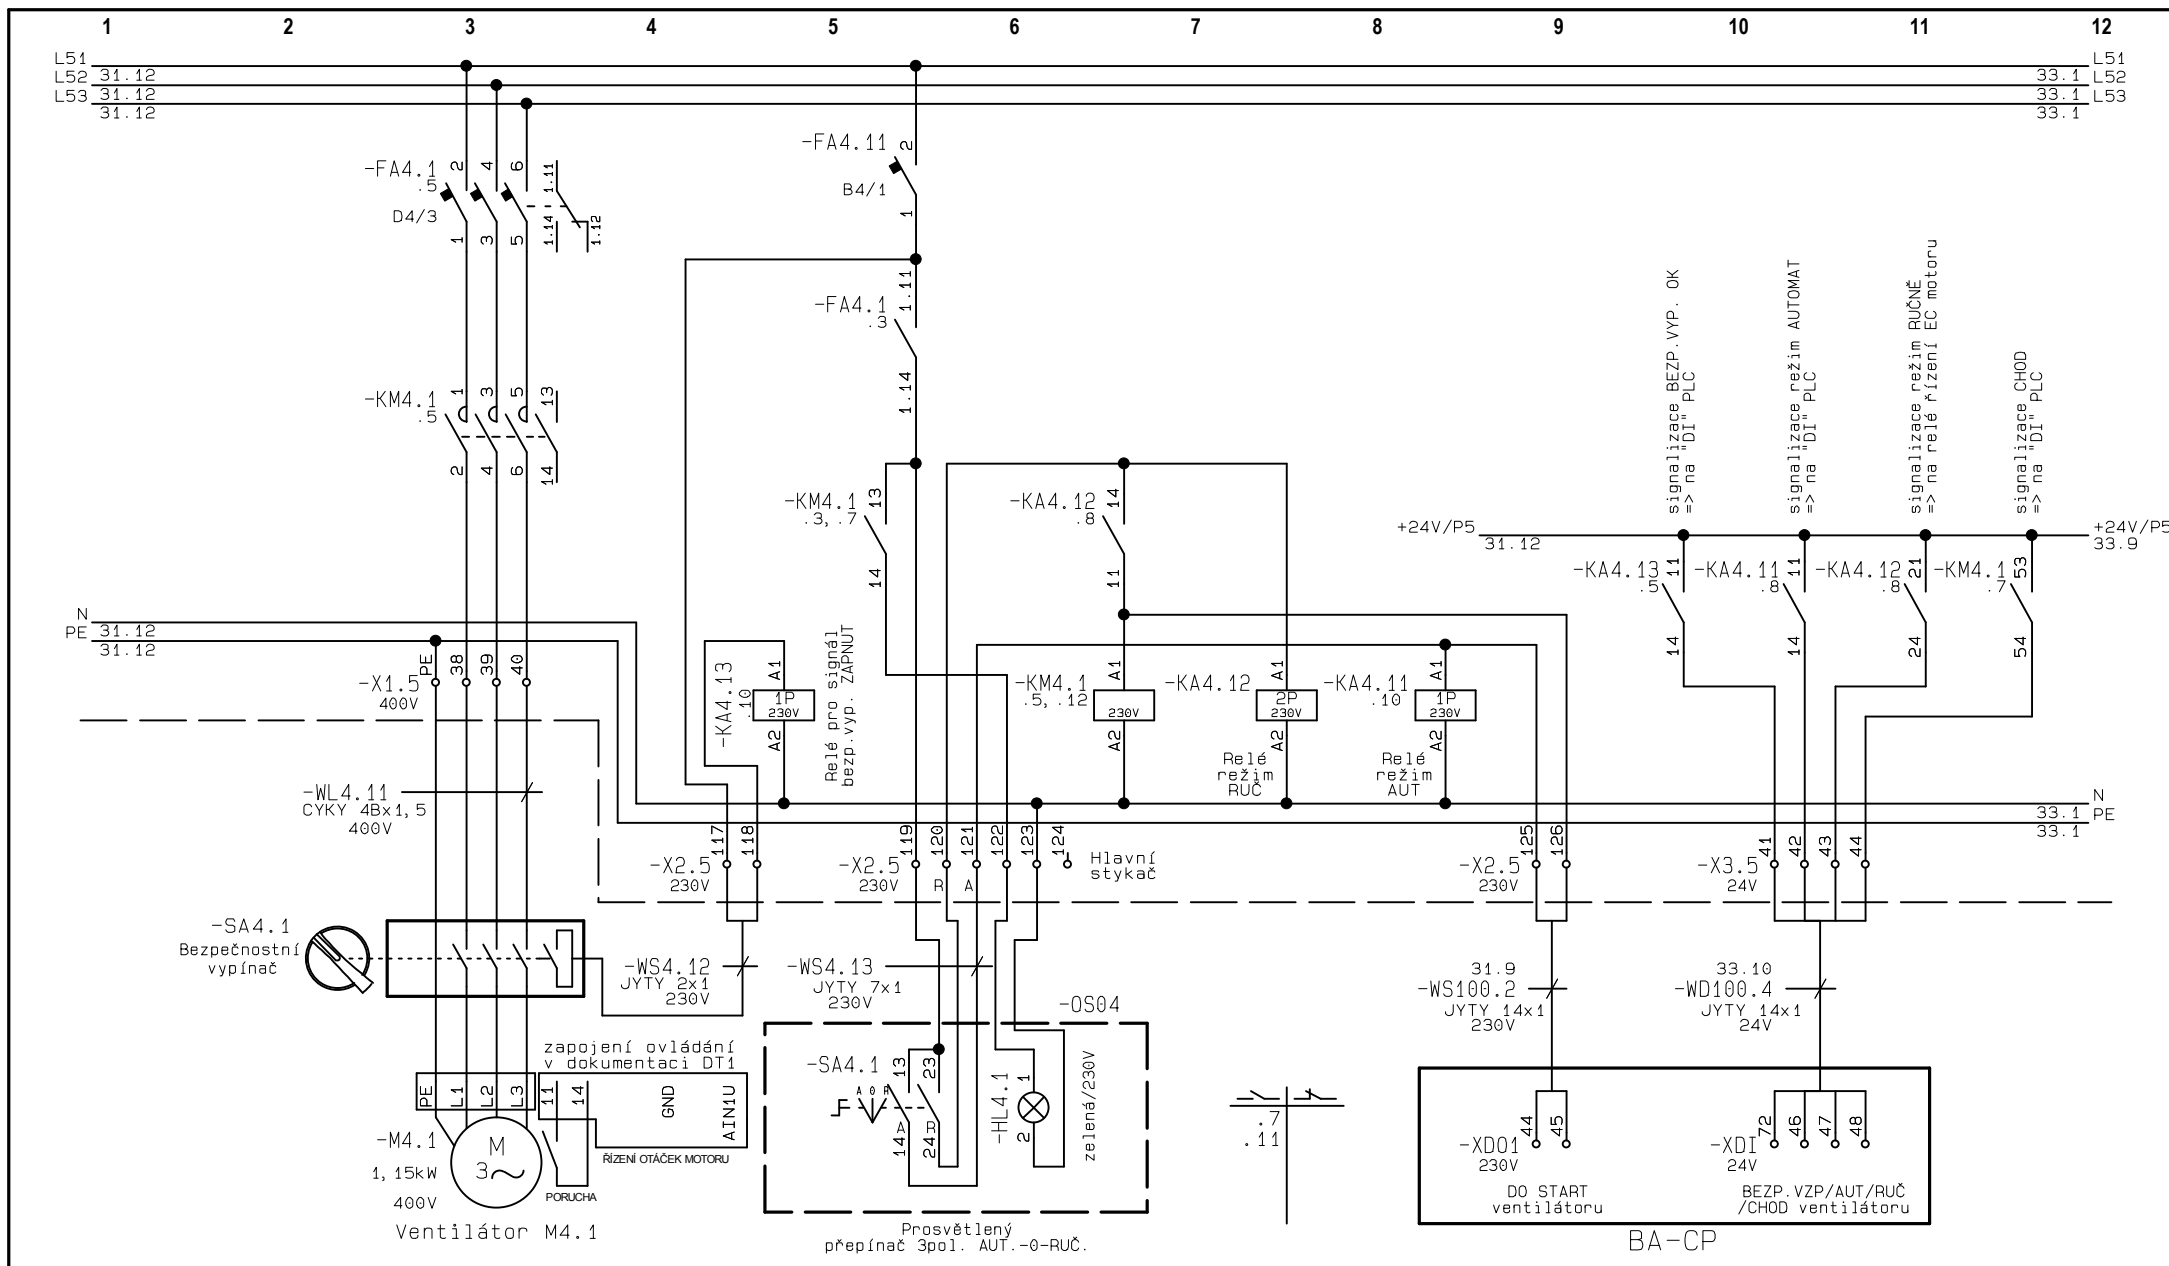 1 2 3 4 5 6 7 8 9 10 11 12
L51
31.12
L52
31.12
L53
31.12
L51
33.1
L52
33.1
L53
33.1
-FA4.1
.5
D4/3
2 4 6 1.11
1 3 5 1.14 1.12
-FA4.11
2
B4/1
1
-FA4.1
.3
1.11
1.14
-KM4.1
.5
1 3 5 13
2 4 6 14
-KM4.1
.3,.7
13
14
-KA4.12
.8
14
11
signalizace BEZP.VYP. OK
=> na "DI" PLC
signalizace režim AUTOMAT
=> na "DI" PLC
signalizace režim RUČNĚ
=> na relé řízení EC motoru
signalizace CHOD
=> na "DI" PLC
+24V/P5
31.12
+24V/P5
33.9
-KA4.13
.5
11
14
-KA4.11
.8
11
14
-KA4.12
.8
21
24
-KM4.1
.7
53
54
N
31.12
PE
31.12
-X1.5
400V
PE 38 39 40
-KA4.13
.10
A1
1P
230V
A2
Relé pro signál
bezp.vyp. ZAPNUT
-KM4.1
.5,.12
A1
230V
A2
-KA4.12
A1
2P
230V
A2
Relé
režim
RUČ
-KA4.11
.10
A1
1P
230V
A2
Relé
režim
AUT
N
33.1
PE
33.1
-WL4.11
CYKY 4Bx1,5
400V
-X2.5
230V
117 118
-X2.5
230V
119 120 121 122 123 124
R A
Hlavní
stykač
-X2.5
230V
125 126
-X3.5
24V
41 42 43 44
-SA4.1
Bezpečnostní
vypínač
-WS4.12
JYTY 2x1
230V
-WS4.13
JYTY 7x1
230V
31.9
-WS100.2
JYTY 14x1
230V
33.10
-WD100.4
JYTY 14x1
24V
-OS04
zapojení ovládání
v dokumentaci DT1
PE L1 L2 L3 11 14 GND AIN1U
-M4.1
1,15kW
400V
M
3
PORUCHA
ŘÍZENÍ OTÁČEK MOTORU
Ventilátor M4.1
-SA4.1
13 23
A 0 R
A R
14 24
-HL4.1
1
2
zelená/230V
Prosvětlený
přepínač 3pol. AUT.-0-RUČ.
.7
.11
-XDO1
230V
44 45
DO START
ventilátoru
-XDI
24V
72 46 47 48
BEZP.VZP/AUT/RUČ
/CHOD ventilátoru
BA-CP